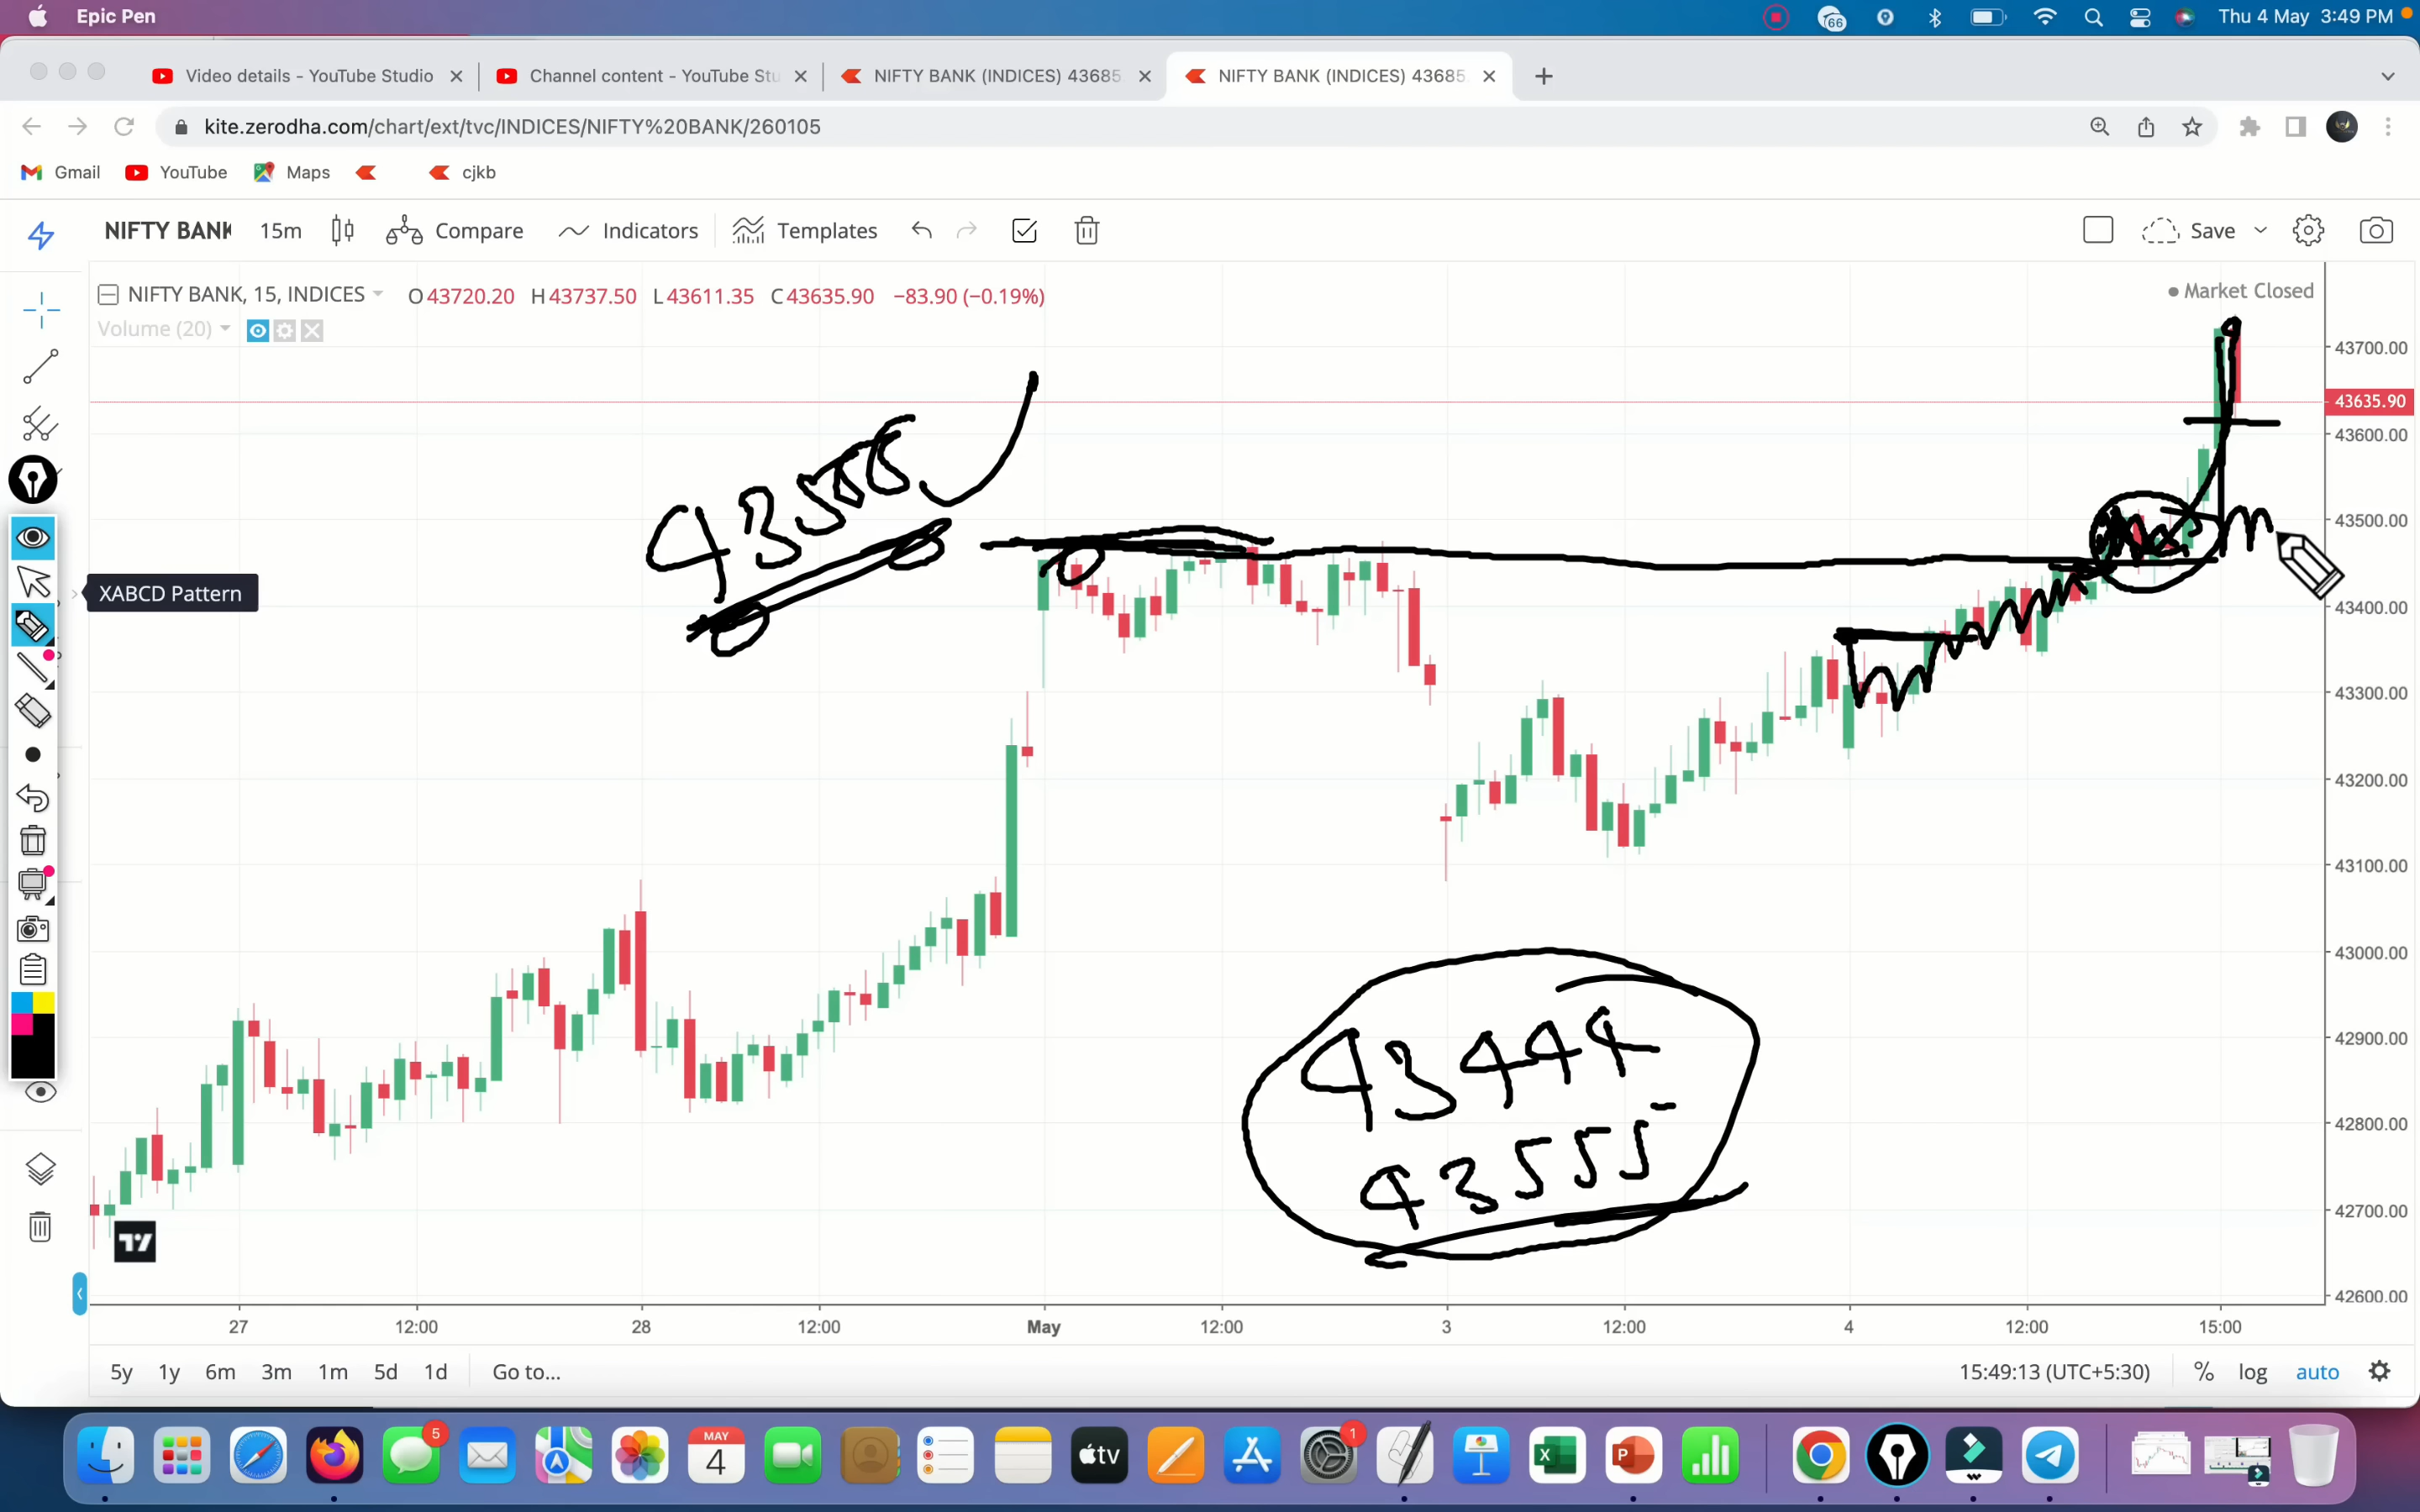 Epic Pen
66
Thu 4 May 3:49 PM
Video details - YouTube Studio
Channel content - YouTube Stu
NIFTY BANK (INDICES) 43685
NIFTY BANK (INDICES) 43685
kite.zerodha.com/chart/ext/tvc/INDICES/NIFTY%20BANK/260105
Gmail YouTube Maps cjkb
NIFTY BANK 15m Compare Indicators Templates Save
NIFTY BANK, 15, INDICES O43720.20 H43737.50 L43611.35 C43635.90 −83.90 (−0.19%)
Market Closed
Volume (20)
43700.00
43635.90
43600.00
43500.00
43400.00
43300.00
43200.00
43100.00
43000.00
42900.00
42800.00
42700.00
42600.00
XABCD Pattern
43444
43555
27 12:00 28 12:00 May 12:00 3 12:00 4 12:00 15:00
5y 1y 6m 3m 1m 5d 1d Go to... 15:49:13 (UTC+5:30) % log auto
5
MAY
4
tv
1
X
P